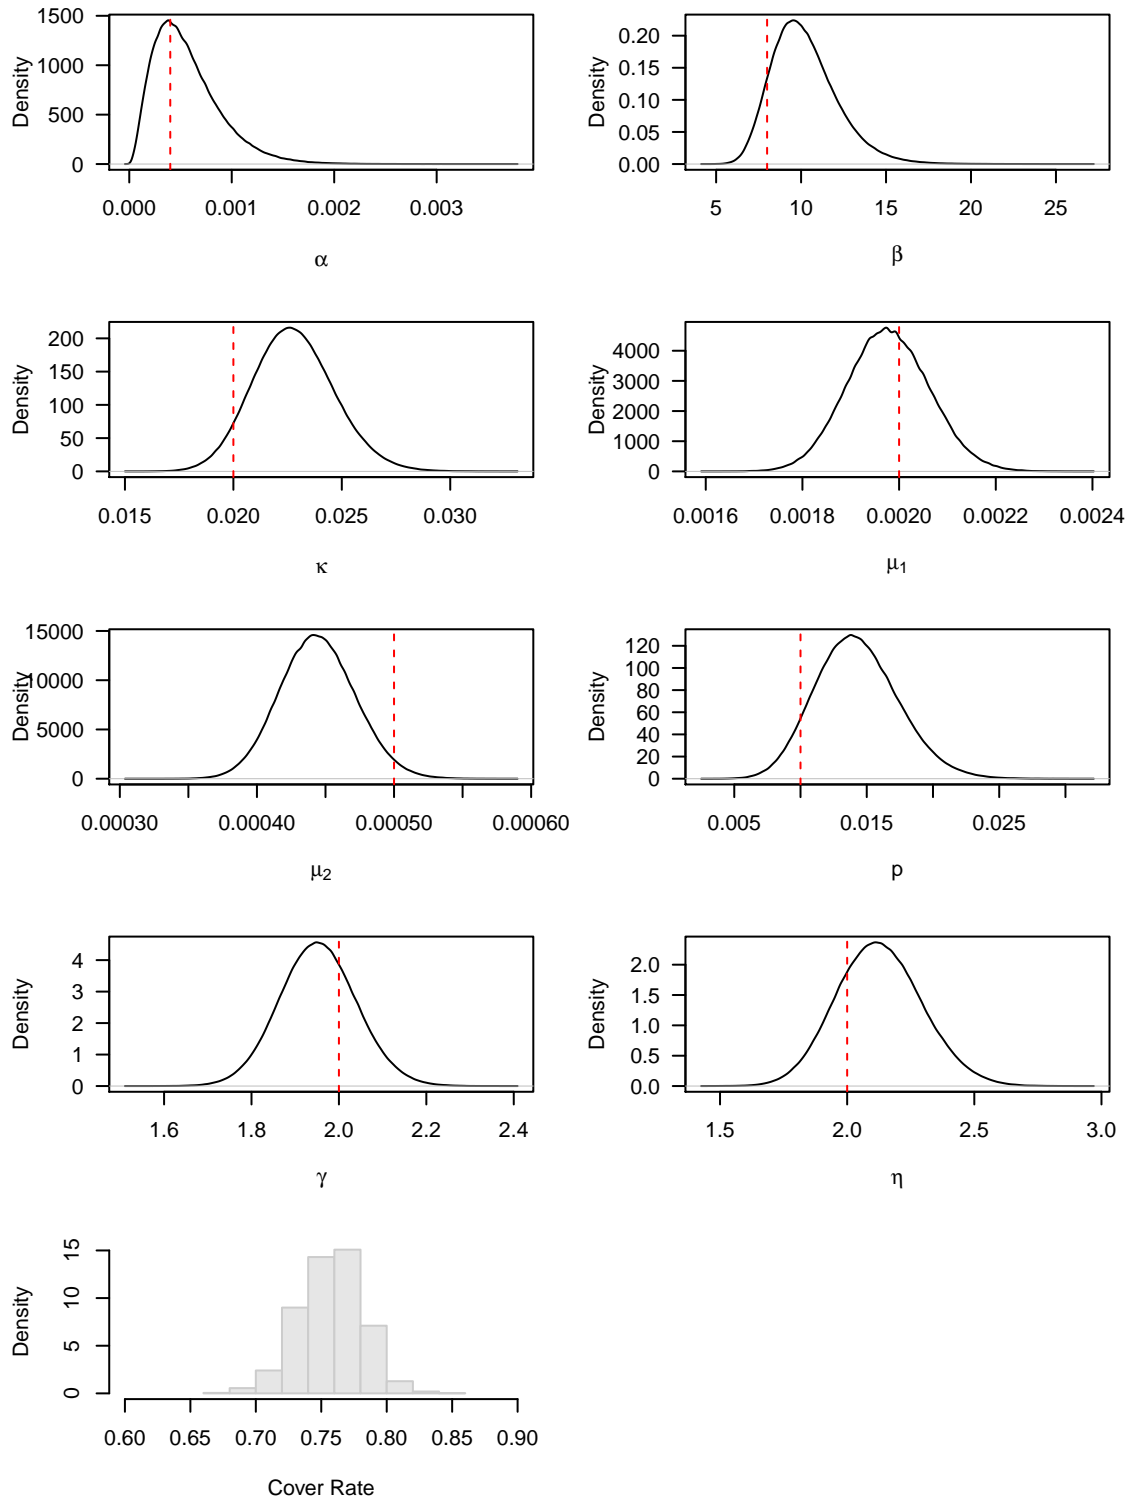 Density
1500
1000
500
0
0.000 0.001 0.002 0.003
α
Density
0.20
0.15
0.10
0.05
0.00
5 10 15 20 25
β
Density
200
150
100
50
0
0.015 0.020 0.025 0.030
κ
Density
4000
3000
2000
1000
0
0.0016 0.0018 0.0020 0.0022 0.0024
μ1
Density
15000
10000
5000
0
0.00030 0.00040 0.00050 0.00060
μ2
Density
120
100
80
60
40
20
0
0.005 0.015 0.025
p
Density
4
3
2
1
0
1.6 1.8 2.0 2.2 2.4
γ
Density
2.0
1.5
1.0
0.5
0.0
1.5 2.0 2.5 3.0
η
Density
15
10
5
0
0.60 0.65 0.70 0.75 0.80 0.85 0.90
Cover Rate